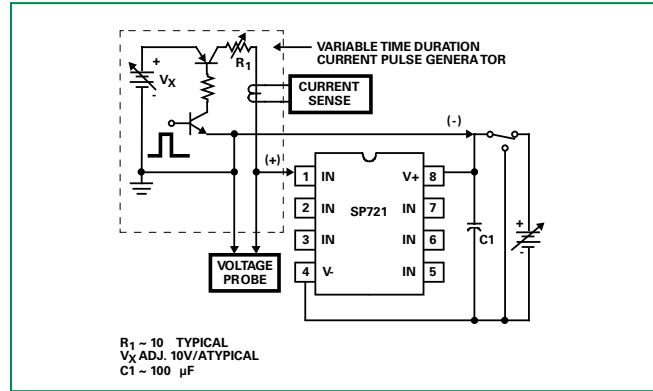 VARIABLE TIME DURATION
CURRENT PULSE GENERATOR
+
VX
-
R1
CURRENT
SENSE
(-)
(+)
1 IN V+ 8
2 IN SP721 IN 7
3 IN IN 6
4 V- IN 5
C1
+
-
VOLTAGE
PROBE
R1 ~ 10 TYPICAL
VX ADJ. 10V/ATYPICAL
C1 ~ 100 µF